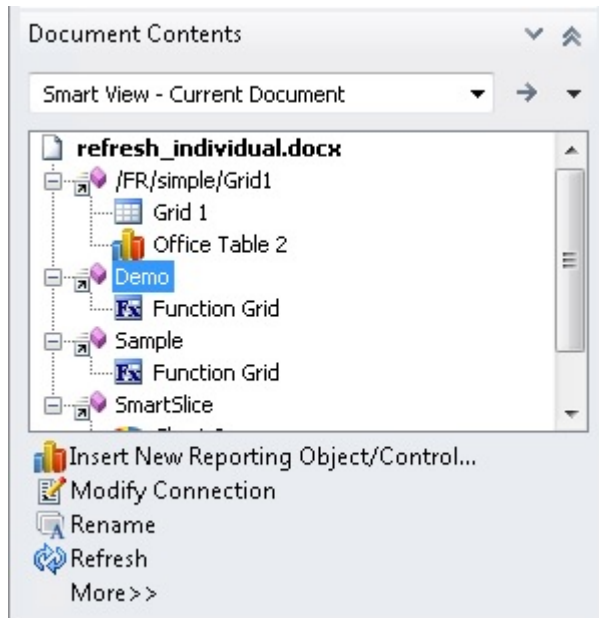 Document Contents
Smart View - Current Document
refresh_individual.docx
/FR/simple/Grid1
Grid 1
Office Table 2
Demo
Function Grid
Sample
Function Grid
SmartSlice
Insert New Reporting Object/Control...
Modify Connection
Rename
Refresh
More>>